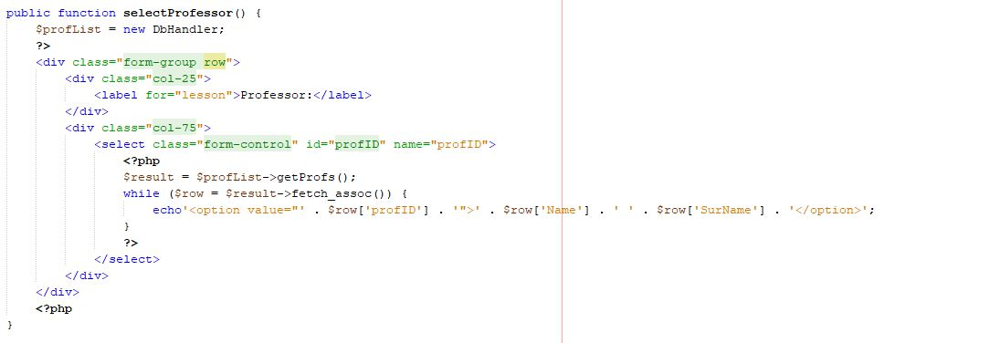 public function selectProfessor() {
    $profList = new DbHandler;
    ?>
    <div class="form-group row">
        <div class="col-25">
            <label for="lesson">Professor:</label>
        </div>
        <div class="col-75">
            <select class="form-control" id="profID" name="profID">
                <?php
                $result = $profList->getProfs();
                while ($row = $result->fetch_assoc()) {
                    echo'<option value="' . $row['profID'] . '">' . $row['Name'] . ' ' . $row['SurName'] . '</option>';
                }
                ?>
            </select>
        </div>
    </div>
    <?php
}